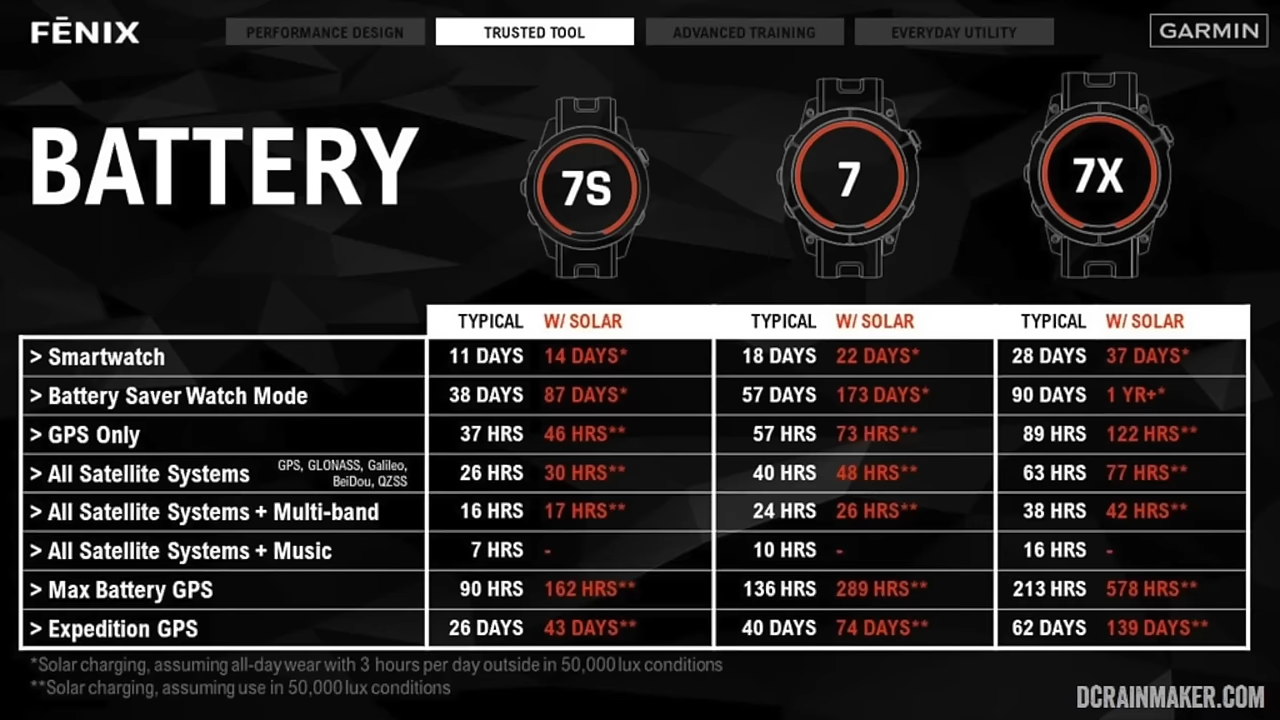 FĒNIX
PERFORMANCE DESIGN
TRUSTED TOOL
ADVANCED TRAINING
EVERYDAY UTILITY
GARMIN
BATTERY
7S
7
7X
TYPICAL W/ SOLAR TYPICAL W/ SOLAR TYPICAL W/ SOLAR
> Smartwatch 11 DAYS 14 DAYS* 18 DAYS 22 DAYS* 28 DAYS 37 DAYS*
> Battery Saver Watch Mode 38 DAYS 87 DAYS* 57 DAYS 173 DAYS* 90 DAYS 1 YR+*
> GPS Only 37 HRS 46 HRS** 57 HRS 73 HRS** 89 HRS 122 HRS**
> All Satellite Systems GPS, GLONASS, Galileo, BeiDou, QZSS 26 HRS 30 HRS** 40 HRS 48 HRS** 63 HRS 77 HRS**
> All Satellite Systems + Multi-band 16 HRS 17 HRS** 24 HRS 26 HRS** 38 HRS 42 HRS**
> All Satellite Systems + Music 7 HRS - 10 HRS - 16 HRS -
> Max Battery GPS 90 HRS 162 HRS** 136 HRS 289 HRS** 213 HRS 578 HRS**
> Expedition GPS 26 DAYS 43 DAYS** 40 DAYS 74 DAYS** 62 DAYS 139 DAYS**
*Solar charging, assuming all-day wear with 3 hours per day outside in 50,000 lux conditions
**Solar charging, assuming use in 50,000 lux conditions
DCRAINMAKER.COM